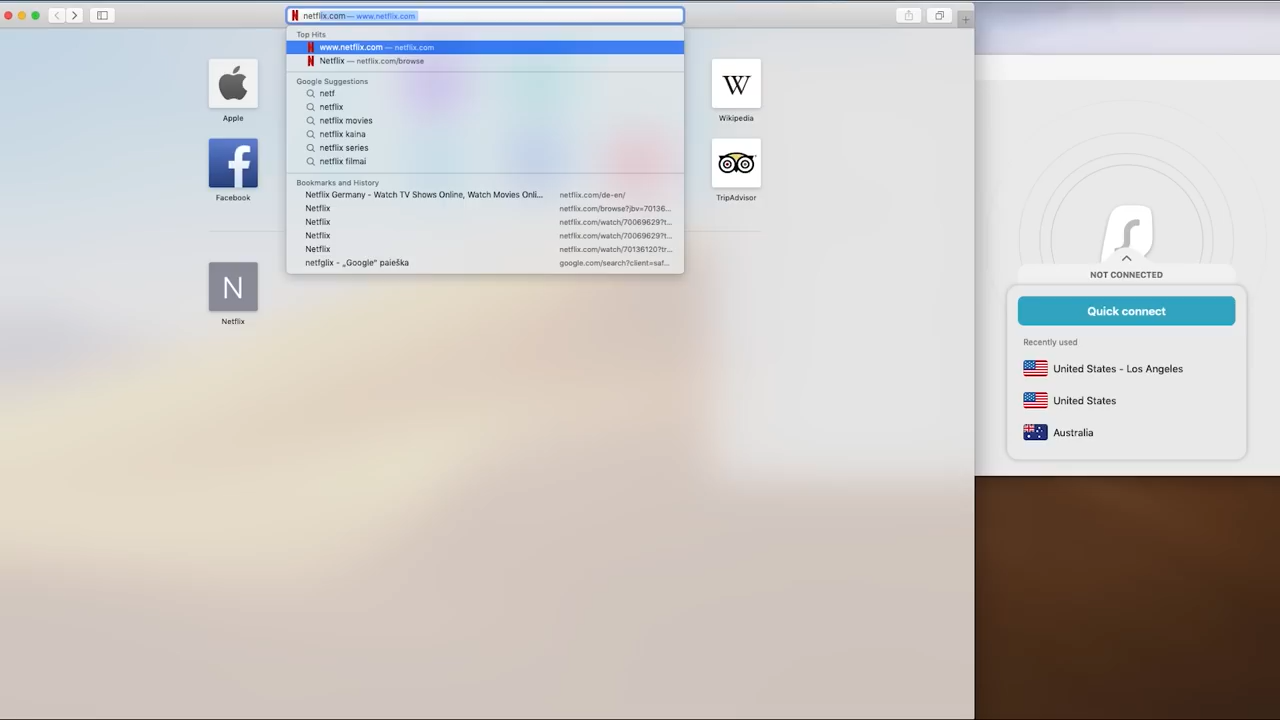 netflix.com — www.netflix.com
Top Hits
www.netflix.com — netflix.com
Netflix — netflix.com/browse
Google Suggestions
netf
netflix
netflix movies
netflix kaina
netflix series
netflix filmai
Bookmarks and History
Netflix Germany - Watch TV Shows Online, Watch Movies Onli... netflix.com/de-en/
Netflix netflix.com/browse?jbv=70136...
Netflix netflix.com/watch/70069629?t...
Netflix netflix.com/watch/70069629?t...
Netflix netflix.com/watch/70136120?tr...
netfglix - „Google" paieška google.com/search?client=saf...
Apple
Facebook
N
Netflix
W
Wikipedia
TripAdvisor
NOT CONNECTED
Quick connect
Recently used
United States - Los Angeles
United States
Australia